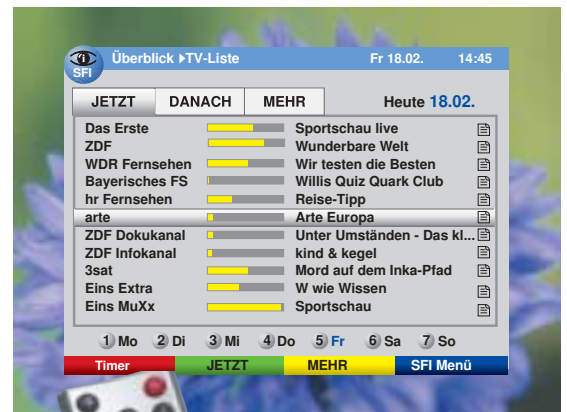 Überblick ▶TV-Liste Fr 18.02. 14:45
SFI
JETZT DANACH MEHR Heute 18.02.
Das Erste Sportschau live
ZDF Wunderbare Welt
WDR Fernsehen Wir testen die Besten
Bayerisches FS Willis Quiz Quark Club
hr Fernsehen Reise-Tipp
arte Arte Europa
ZDF Dokukanal Unter Umständen - Das kl...
ZDF Infokanal kind & kegel
3sat Mord auf dem Inka-Pfad
Eins Extra W wie Wissen
Eins MuXx Sportschau
1 Mo 2 Di 3 Mi 4 Do 5 Fr 6 Sa 7 So
Timer JETZT MEHR SFI Menü